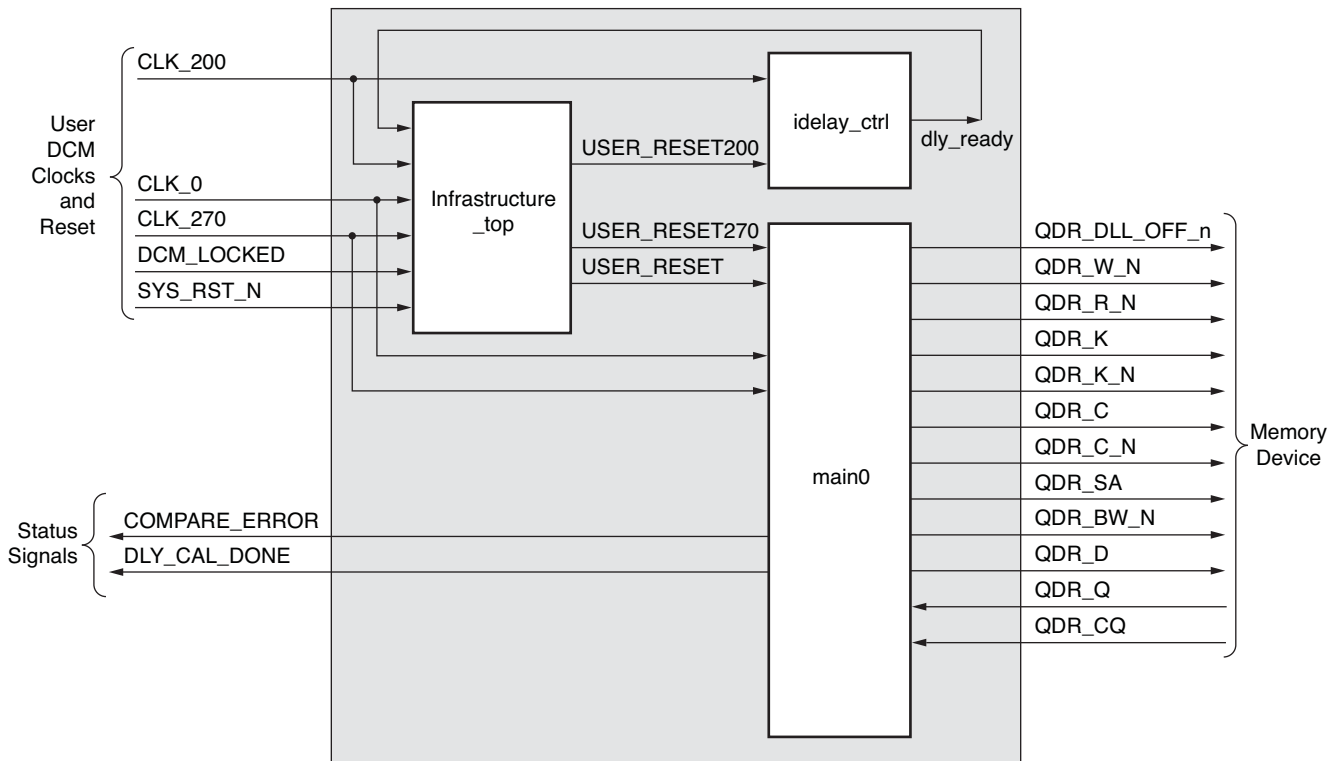 CLK_200
User
DCM
Clocks
and
Reset
CLK_0
CLK_270
DCM_LOCKED
SYS_RST_N
Infrastructure
_top
USER_RESET200
idelay_ctrl
dly_ready
USER_RESET270
USER_RESET
main0
QDR_DLL_OFF_n
QDR_W_N
QDR_R_N
QDR_K
QDR_K_N
QDR_C
QDR_C_N
QDR_SA
QDR_BW_N
QDR_D
QDR_Q
QDR_CQ
Memory
Device
Status
Signals
COMPARE_ERROR
DLY_CAL_DONE